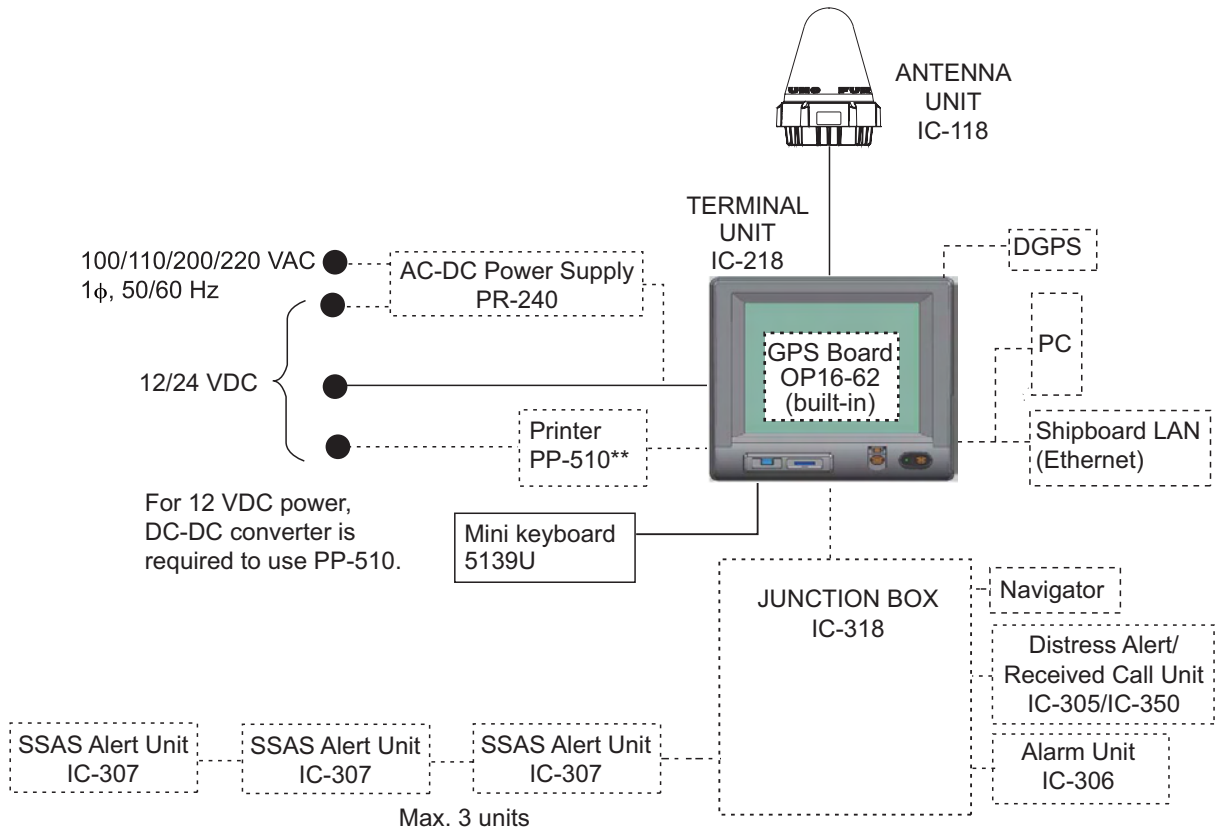 ANTENNA
UNIT
IC-118
TERMINAL
UNIT
IC-218
DGPS
100/110/200/220 VAC
1ϕ, 50/60 Hz
AC-DC Power Supply
PR-240
GPS Board
OP16-62
(built-in)
PC
12/24 VDC
Printer
PP-510**
Shipboard LAN
(Ethernet)
For 12 VDC power,
DC-DC converter is
required to use PP-510.
Mini keyboard
5139U
JUNCTION BOX
IC-318
Navigator
Distress Alert/
Received Call Unit
IC-305/IC-350
Alarm Unit
IC-306
SSAS Alert Unit
IC-307
SSAS Alert Unit
IC-307
SSAS Alert Unit
IC-307
Max. 3 units